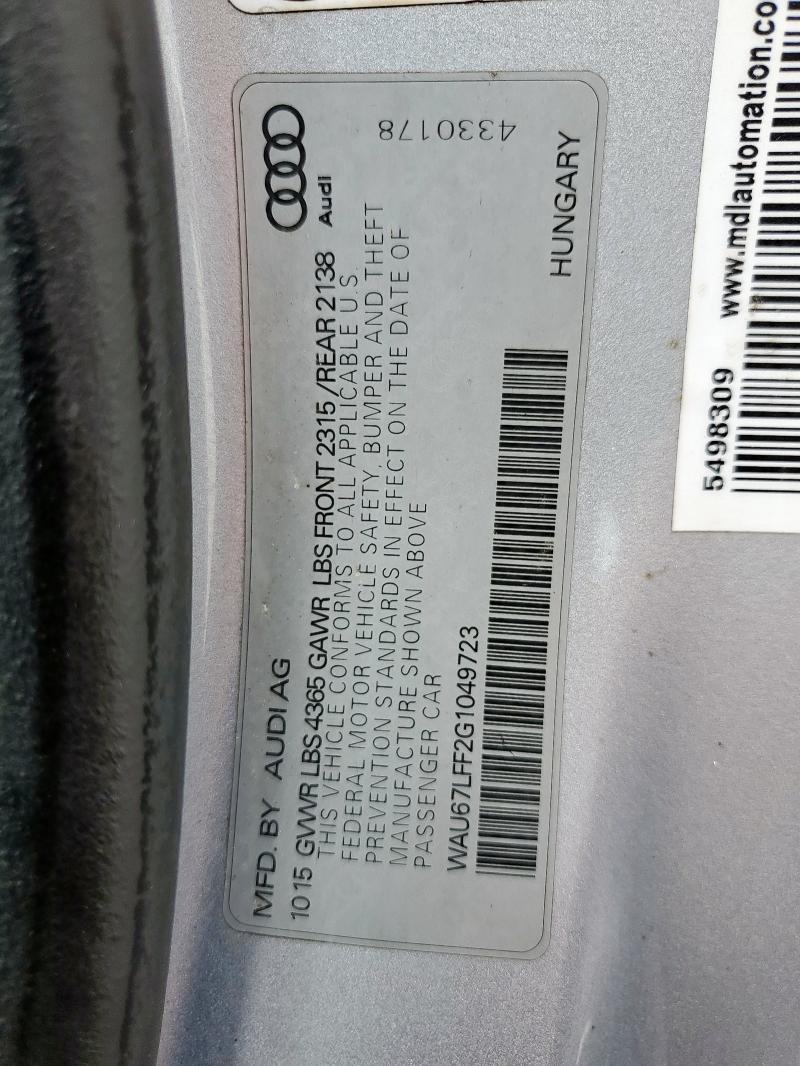 MFD. BY AUDI AG
Audi
1015 GVWR LBS 4365 GAWR LBS FRONT 2315 /REAR 2138
THIS VEHICLE CONFORMS TO ALL APPLICABLE U.S.
FEDERAL MOTOR VEHICLE SAFETY, BUMPER AND THEFT
PREVENTION STANDARDS IN EFFECT ON THE DATE OF
MANUFACTURE SHOWN ABOVE
PASSENGER CAR
WAU67LFF2G1049723
HUNGARY
4330178
5498309
www.mdlautomation.co